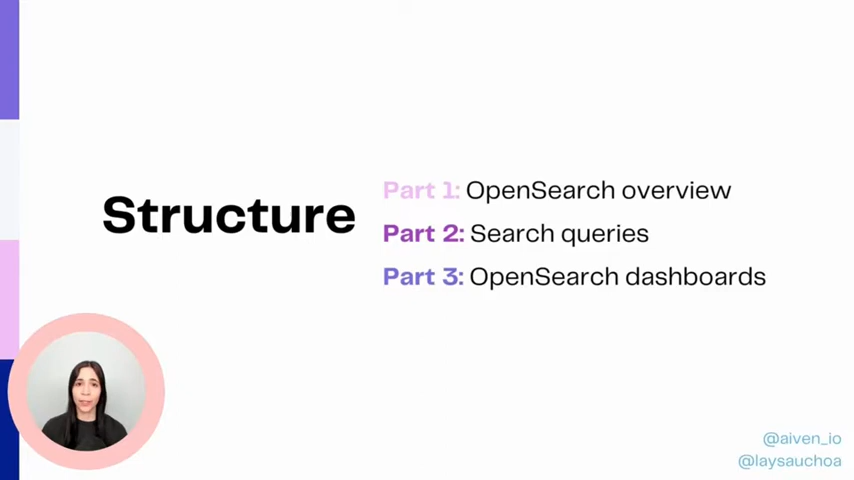 Structure
Part 1: OpenSearch overview
Part 2: Search queries
Part 3: OpenSearch dashboards
@aiven_io
@laysauchoa